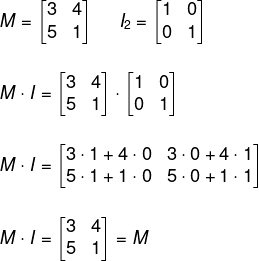 M = [3 4; 5 1]    I₂ = [1 0; 0 1]
M · I = [3 4; 5 1] · [1 0; 0 1]
M · I = [3 · 1 + 4 · 0  3 · 0 + 4 · 1; 5 · 1 + 1 · 0  5 · 0 + 1 · 1]
M · I = [3 4; 5 1] = M